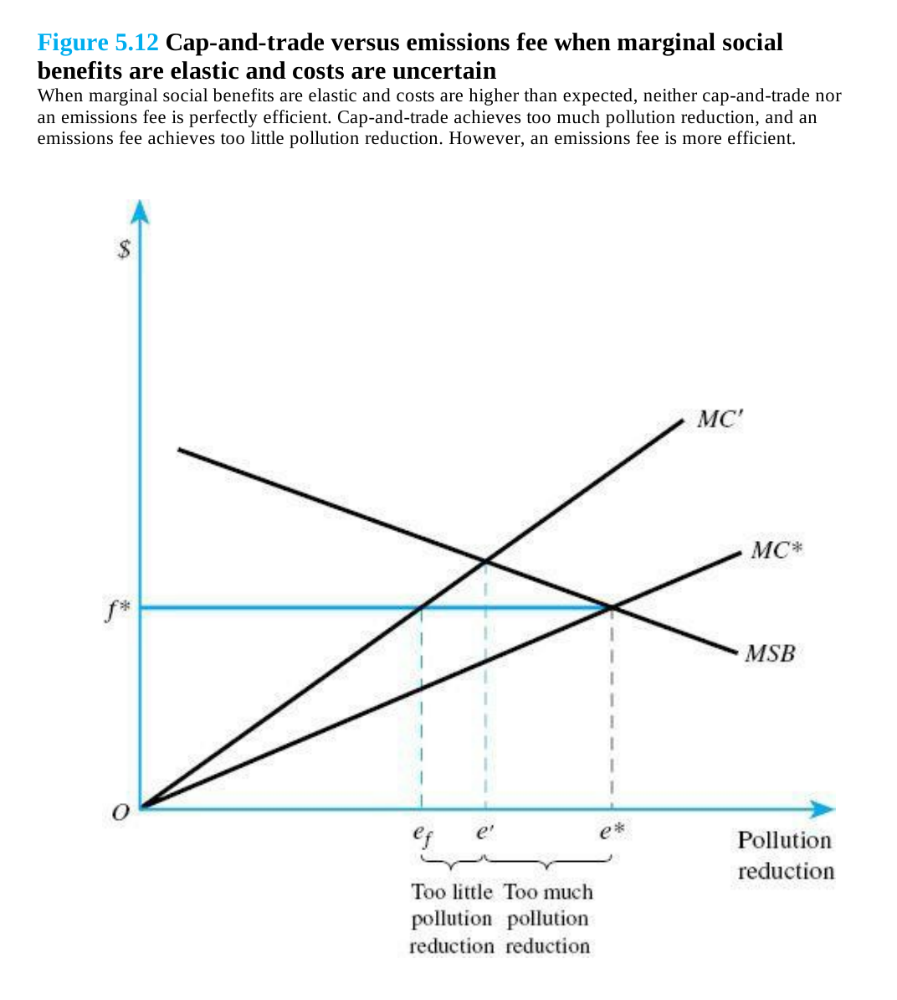 Figure 5.12 Cap-and-trade versus emissions fee when marginal social
benefits are elastic and costs are uncertain
When marginal social benefits are elastic and costs are higher than expected, neither cap-and-trade nor
an emissions fee is perfectly efficient. Cap-and-trade achieves too much pollution reduction, and an
emissions fee achieves too little pollution reduction. However, an emissions fee is more efficient.
$
MC'
MC*
f*
MSB
O
ef
e'
e*
Pollution
reduction
Too little
pollution
reduction
Too much
pollution
reduction